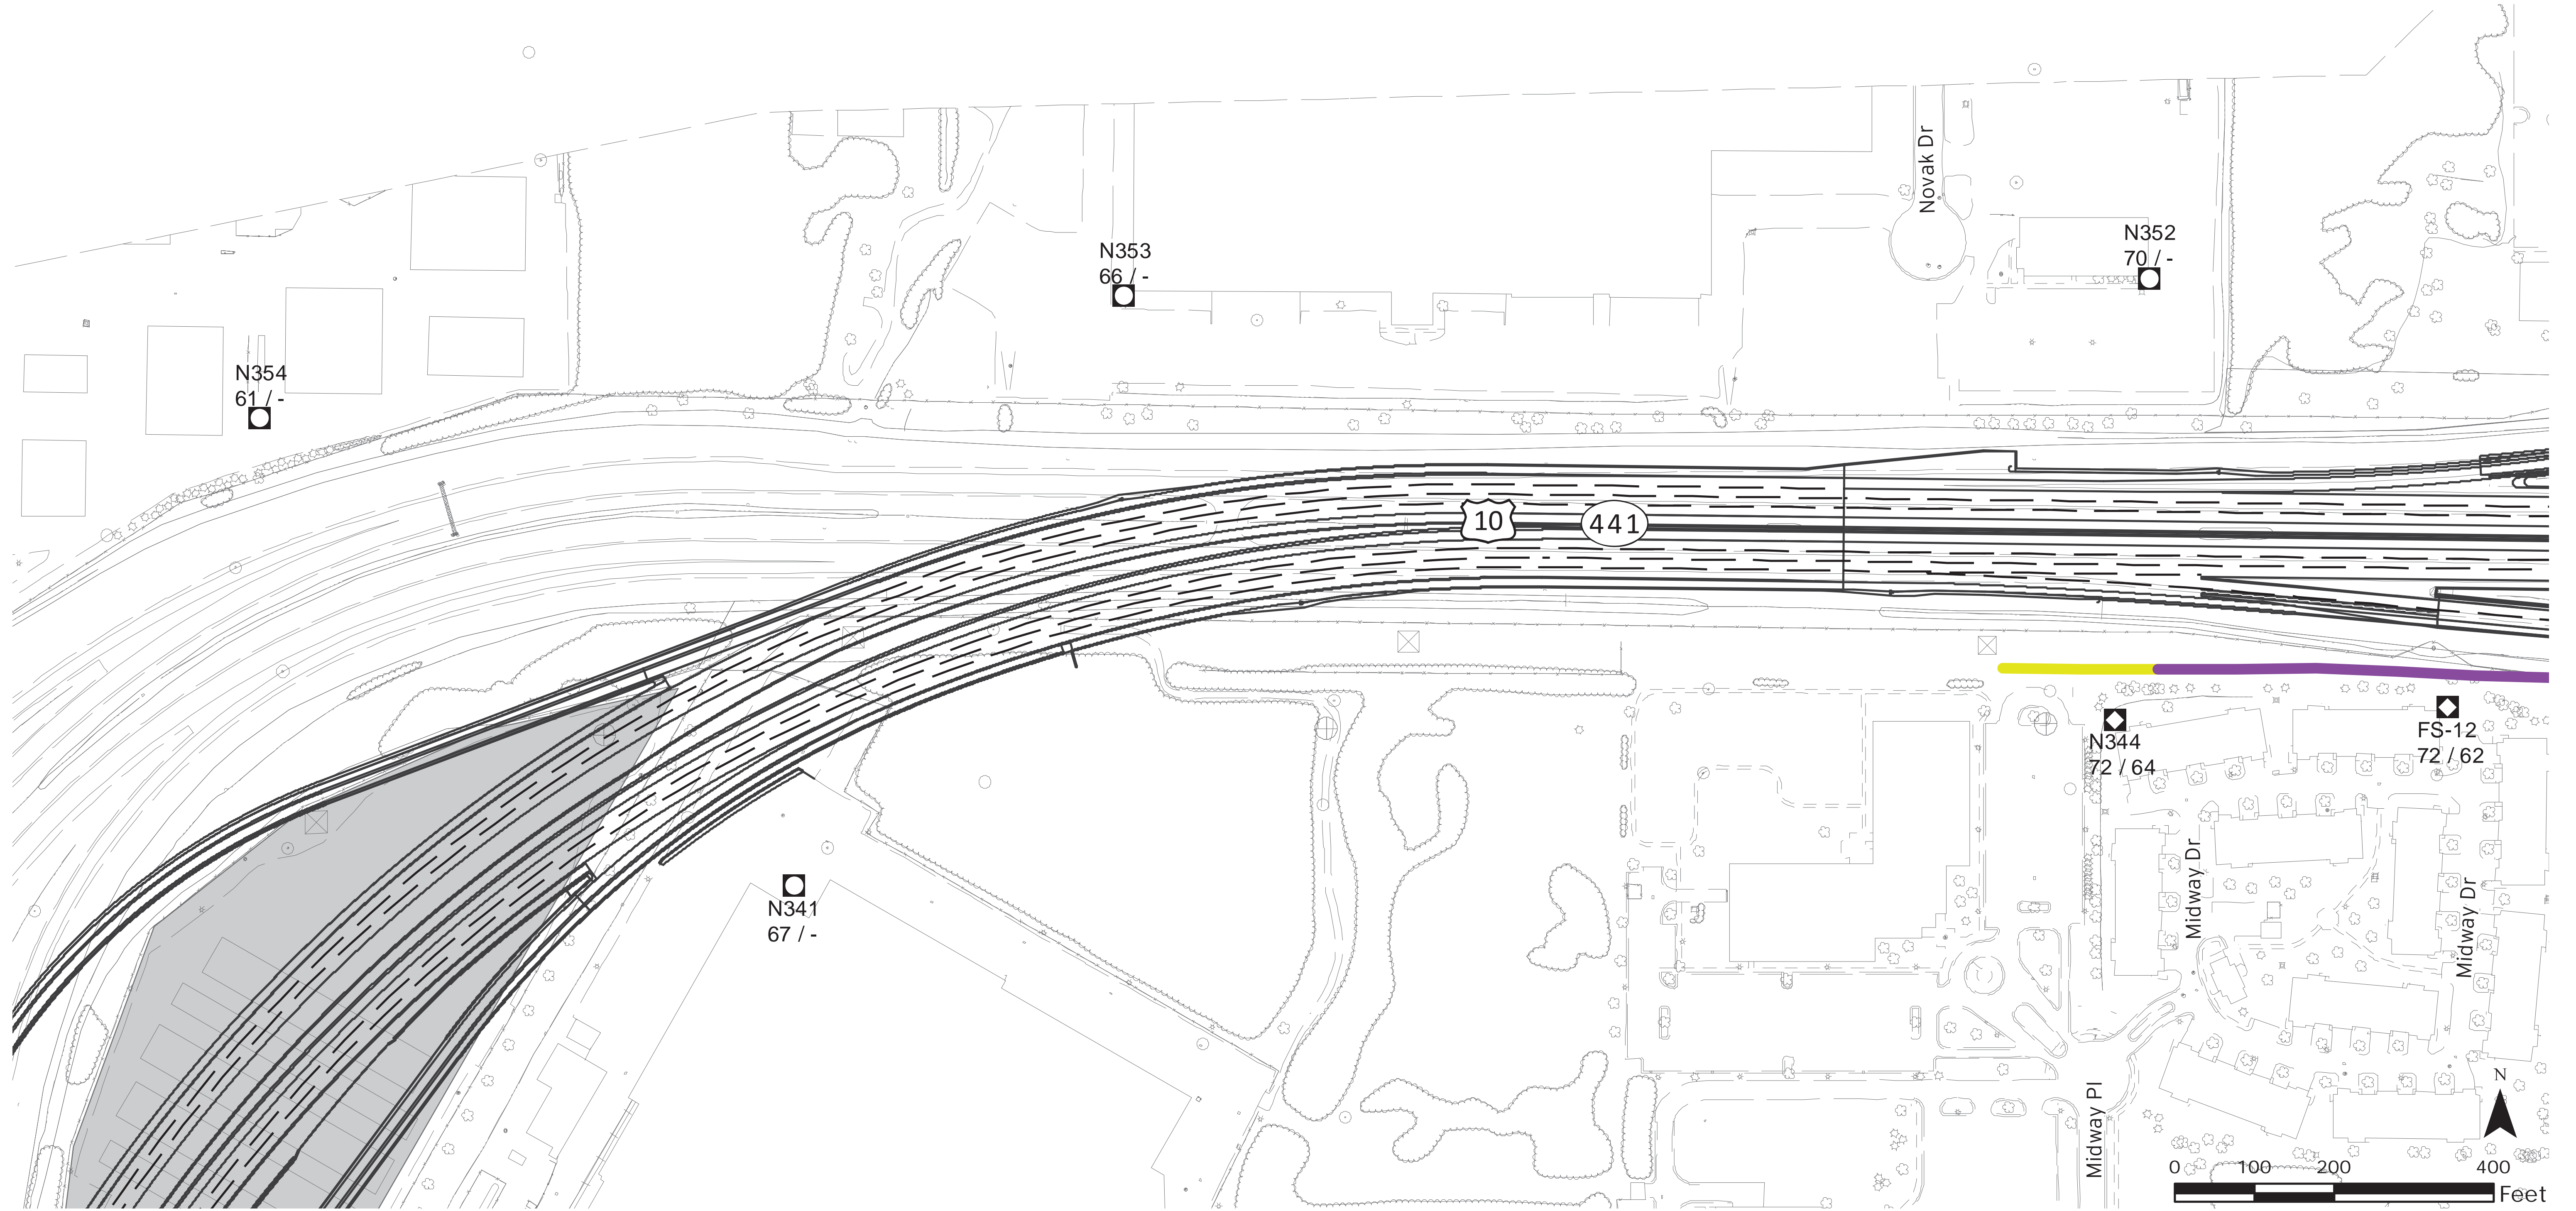 Novak Dr
N352
70 / -
N353
66 / -
N354
61 / -
10
441
N344
72 / 64
FS-12
72 / 62
N341
67 / -
Midway Dr
Midway Dr
Midway Pl
N
0 100 200 400
Feet